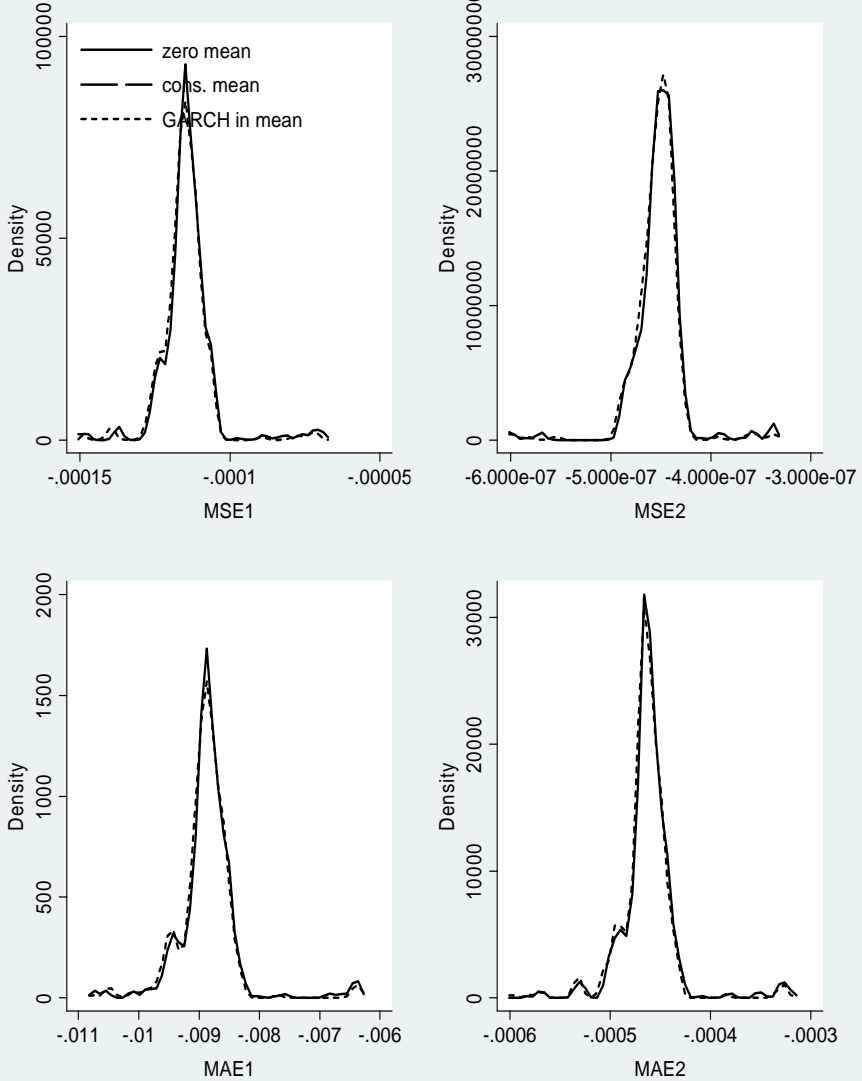 100000
50000
0
Density
zero mean
cons. mean
GARCH in mean
-.00015 -.0001 -.00005
MSE1
30000000
20000000
10000000
0
Density
-6.000e-07 -5.000e-07 -4.000e-07 -3.000e-07
MSE2
2000
1500
1000
500
0
Density
-.011 -.01 -.009 -.008 -.007 -.006
MAE1
30000
20000
10000
0
Density
-.0006 -.0005 -.0004 -.0003
MAE2